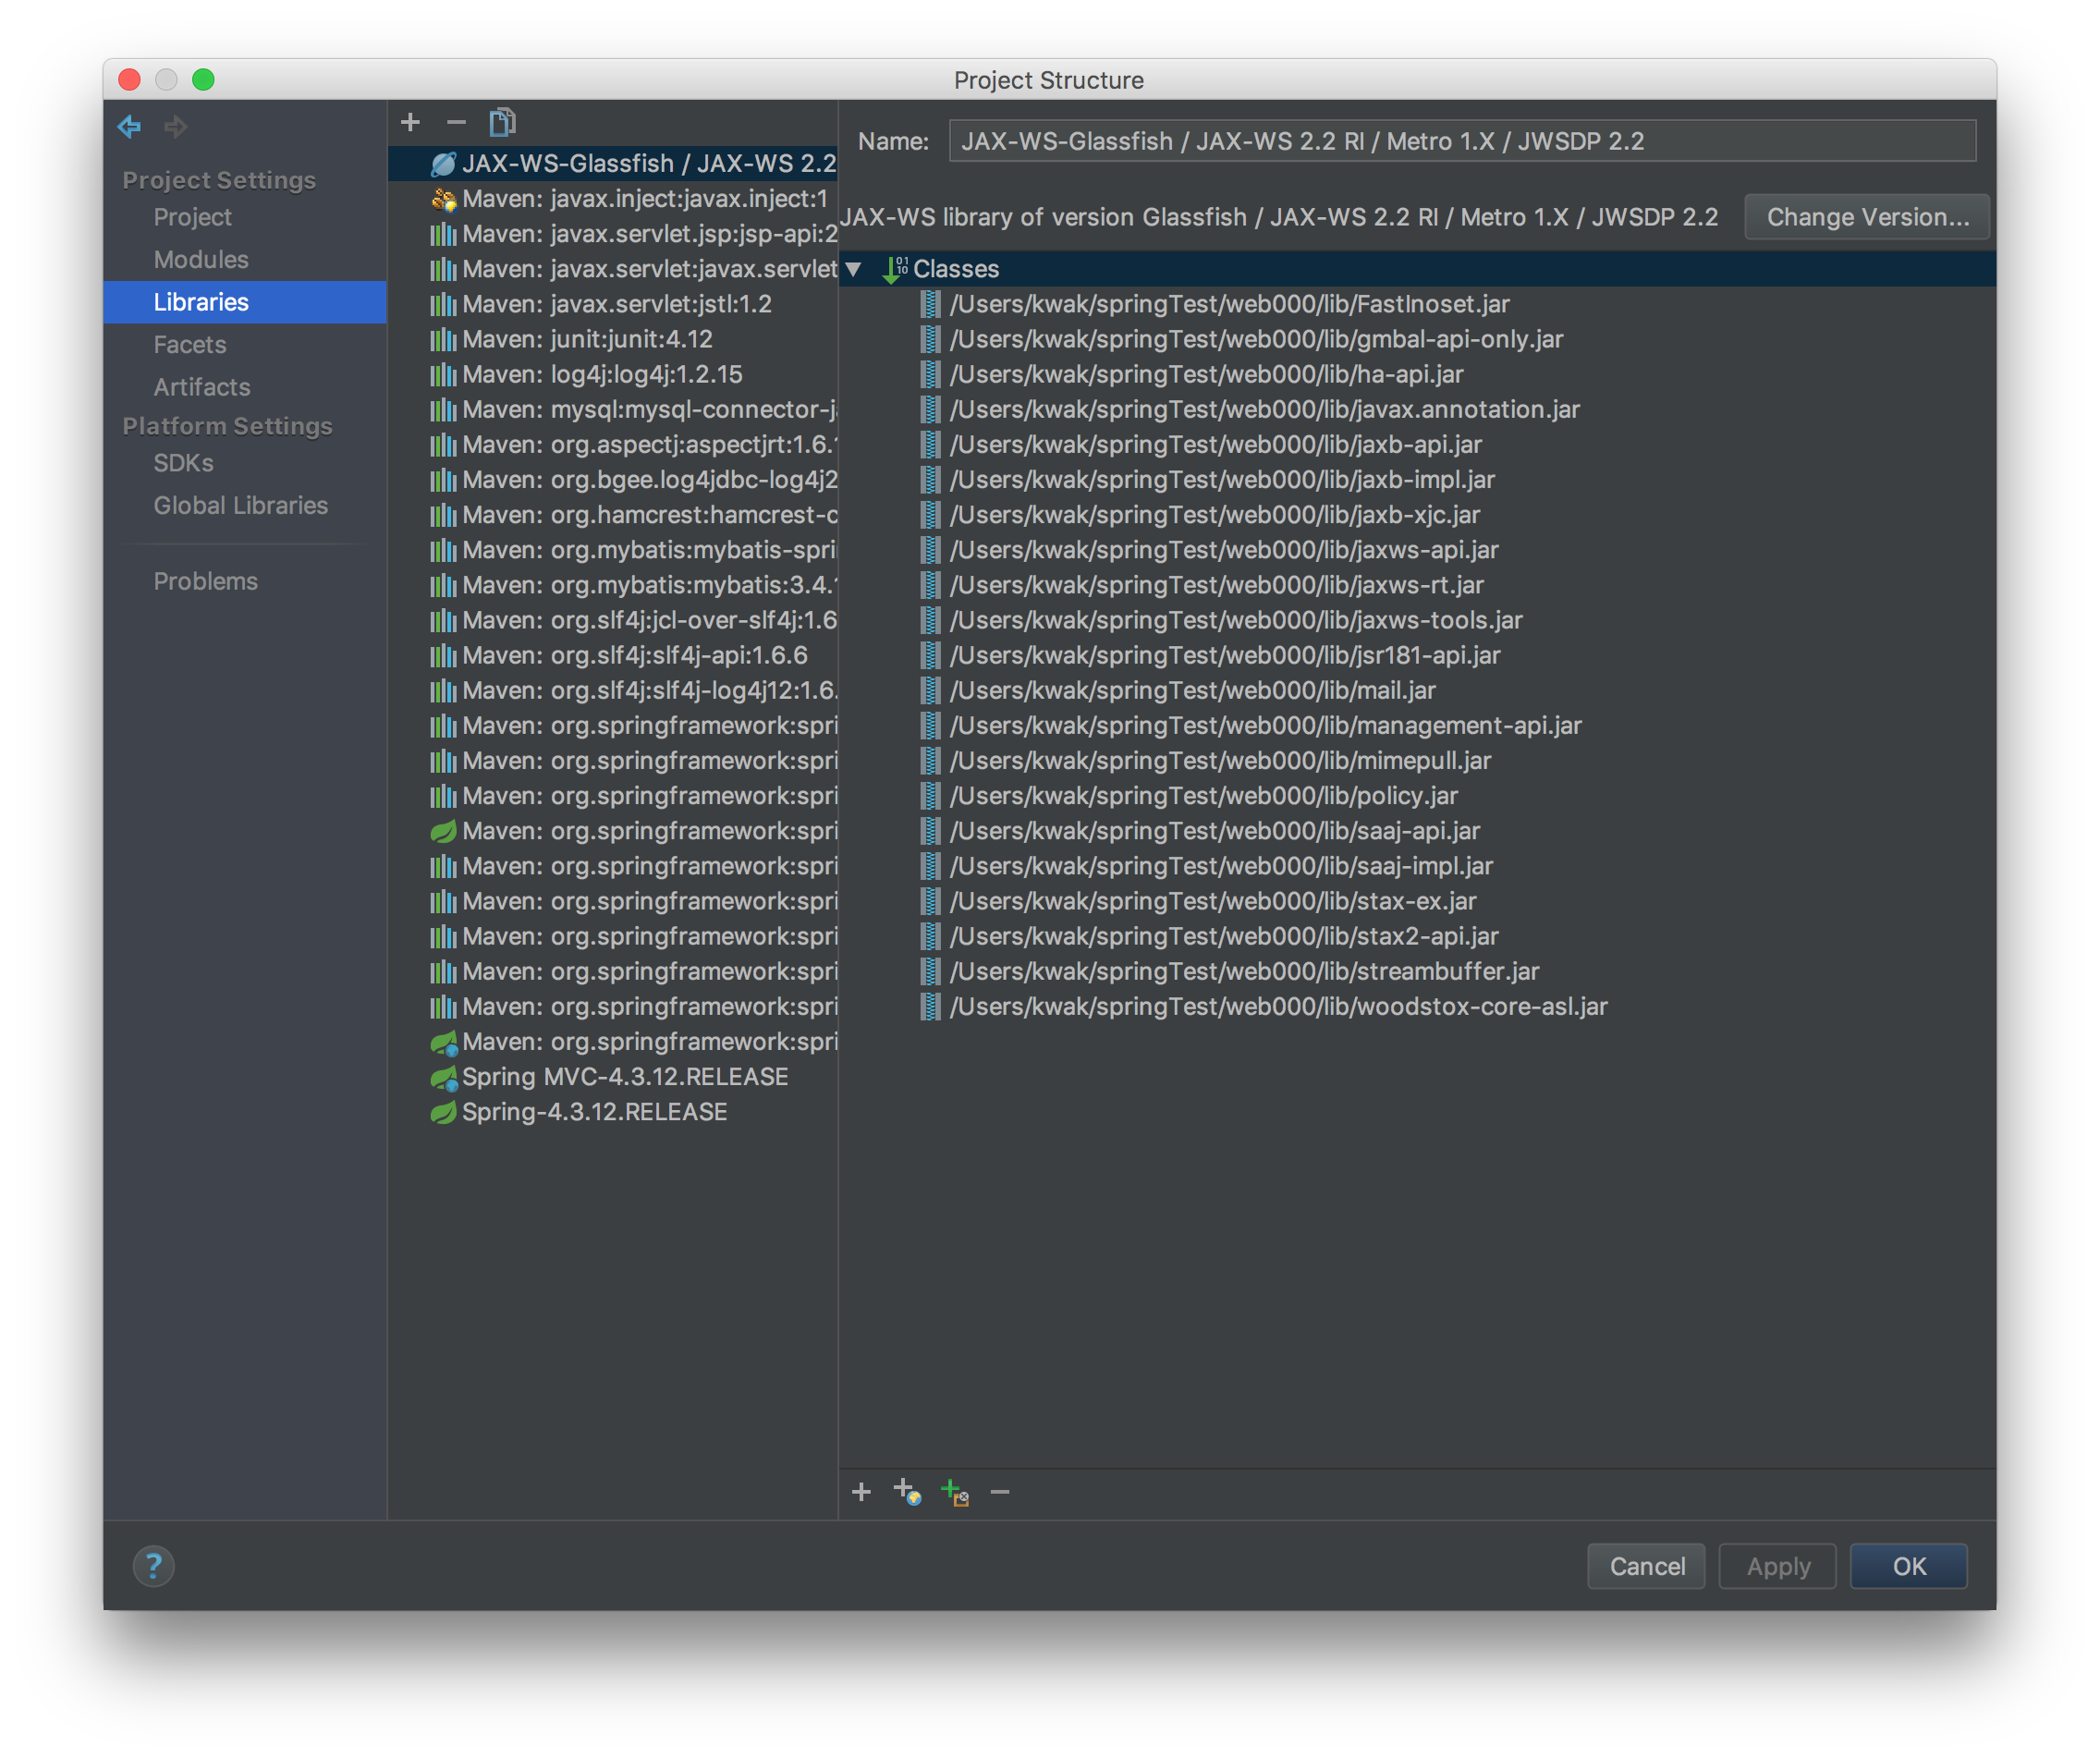 Project Structure
Project Settings
Project
Modules
Libraries
Facets
Artifacts
Platform Settings
SDKs
Global Libraries
Problems
JAX-WS-Glassfish / JAX-WS 2.2
Maven: javax.inject:javax.inject:1
Maven: javax.servlet.jsp:jsp-api:2
Maven: javax.servlet:javax.servlet
Maven: javax.servlet:jstl:1.2
Maven: junit:junit:4.12
Maven: log4j:log4j:1.2.15
Maven: mysql:mysql-connector-ja
Maven: org.aspectj:aspectjrt:1.6.1
Maven: org.bgee.log4jdbc-log4j2
Maven: org.hamcrest:hamcrest-c
Maven: org.mybatis:mybatis-spri
Maven: org.mybatis:mybatis:3.4.1
Maven: org.slf4j:jcl-over-slf4j:1.6
Maven: org.slf4j:slf4j-api:1.6.6
Maven: org.slf4j:slf4j-log4j12:1.6.
Maven: org.springframework:spri
Maven: org.springframework:spri
Maven: org.springframework:spri
Maven: org.springframework:spri
Maven: org.springframework:spri
Maven: org.springframework:spri
Maven: org.springframework:spri
Maven: org.springframework:spri
Maven: org.springframework:spri
Maven: org.springframework:spri
Spring MVC-4.3.12.RELEASE
Spring-4.3.12.RELEASE
Name: JAX-WS-Glassfish / JAX-WS 2.2 RI / Metro 1.X / JWSDP 2.2
JAX-WS library of version Glassfish / JAX-WS 2.2 RI / Metro 1.X / JWSDP 2.2 Change Version...
Classes
/Users/kwak/springTest/web000/lib/FastInoset.jar
/Users/kwak/springTest/web000/lib/gmbal-api-only.jar
/Users/kwak/springTest/web000/lib/ha-api.jar
/Users/kwak/springTest/web000/lib/javax.annotation.jar
/Users/kwak/springTest/web000/lib/jaxb-api.jar
/Users/kwak/springTest/web000/lib/jaxb-impl.jar
/Users/kwak/springTest/web000/lib/jaxb-xjc.jar
/Users/kwak/springTest/web000/lib/jaxws-api.jar
/Users/kwak/springTest/web000/lib/jaxws-rt.jar
/Users/kwak/springTest/web000/lib/jaxws-tools.jar
/Users/kwak/springTest/web000/lib/jsr181-api.jar
/Users/kwak/springTest/web000/lib/mail.jar
/Users/kwak/springTest/web000/lib/management-api.jar
/Users/kwak/springTest/web000/lib/mimepull.jar
/Users/kwak/springTest/web000/lib/policy.jar
/Users/kwak/springTest/web000/lib/saaj-api.jar
/Users/kwak/springTest/web000/lib/saaj-impl.jar
/Users/kwak/springTest/web000/lib/stax-ex.jar
/Users/kwak/springTest/web000/lib/stax2-api.jar
/Users/kwak/springTest/web000/lib/streambuffer.jar
/Users/kwak/springTest/web000/lib/woodstox-core-asl.jar
? Cancel Apply OK